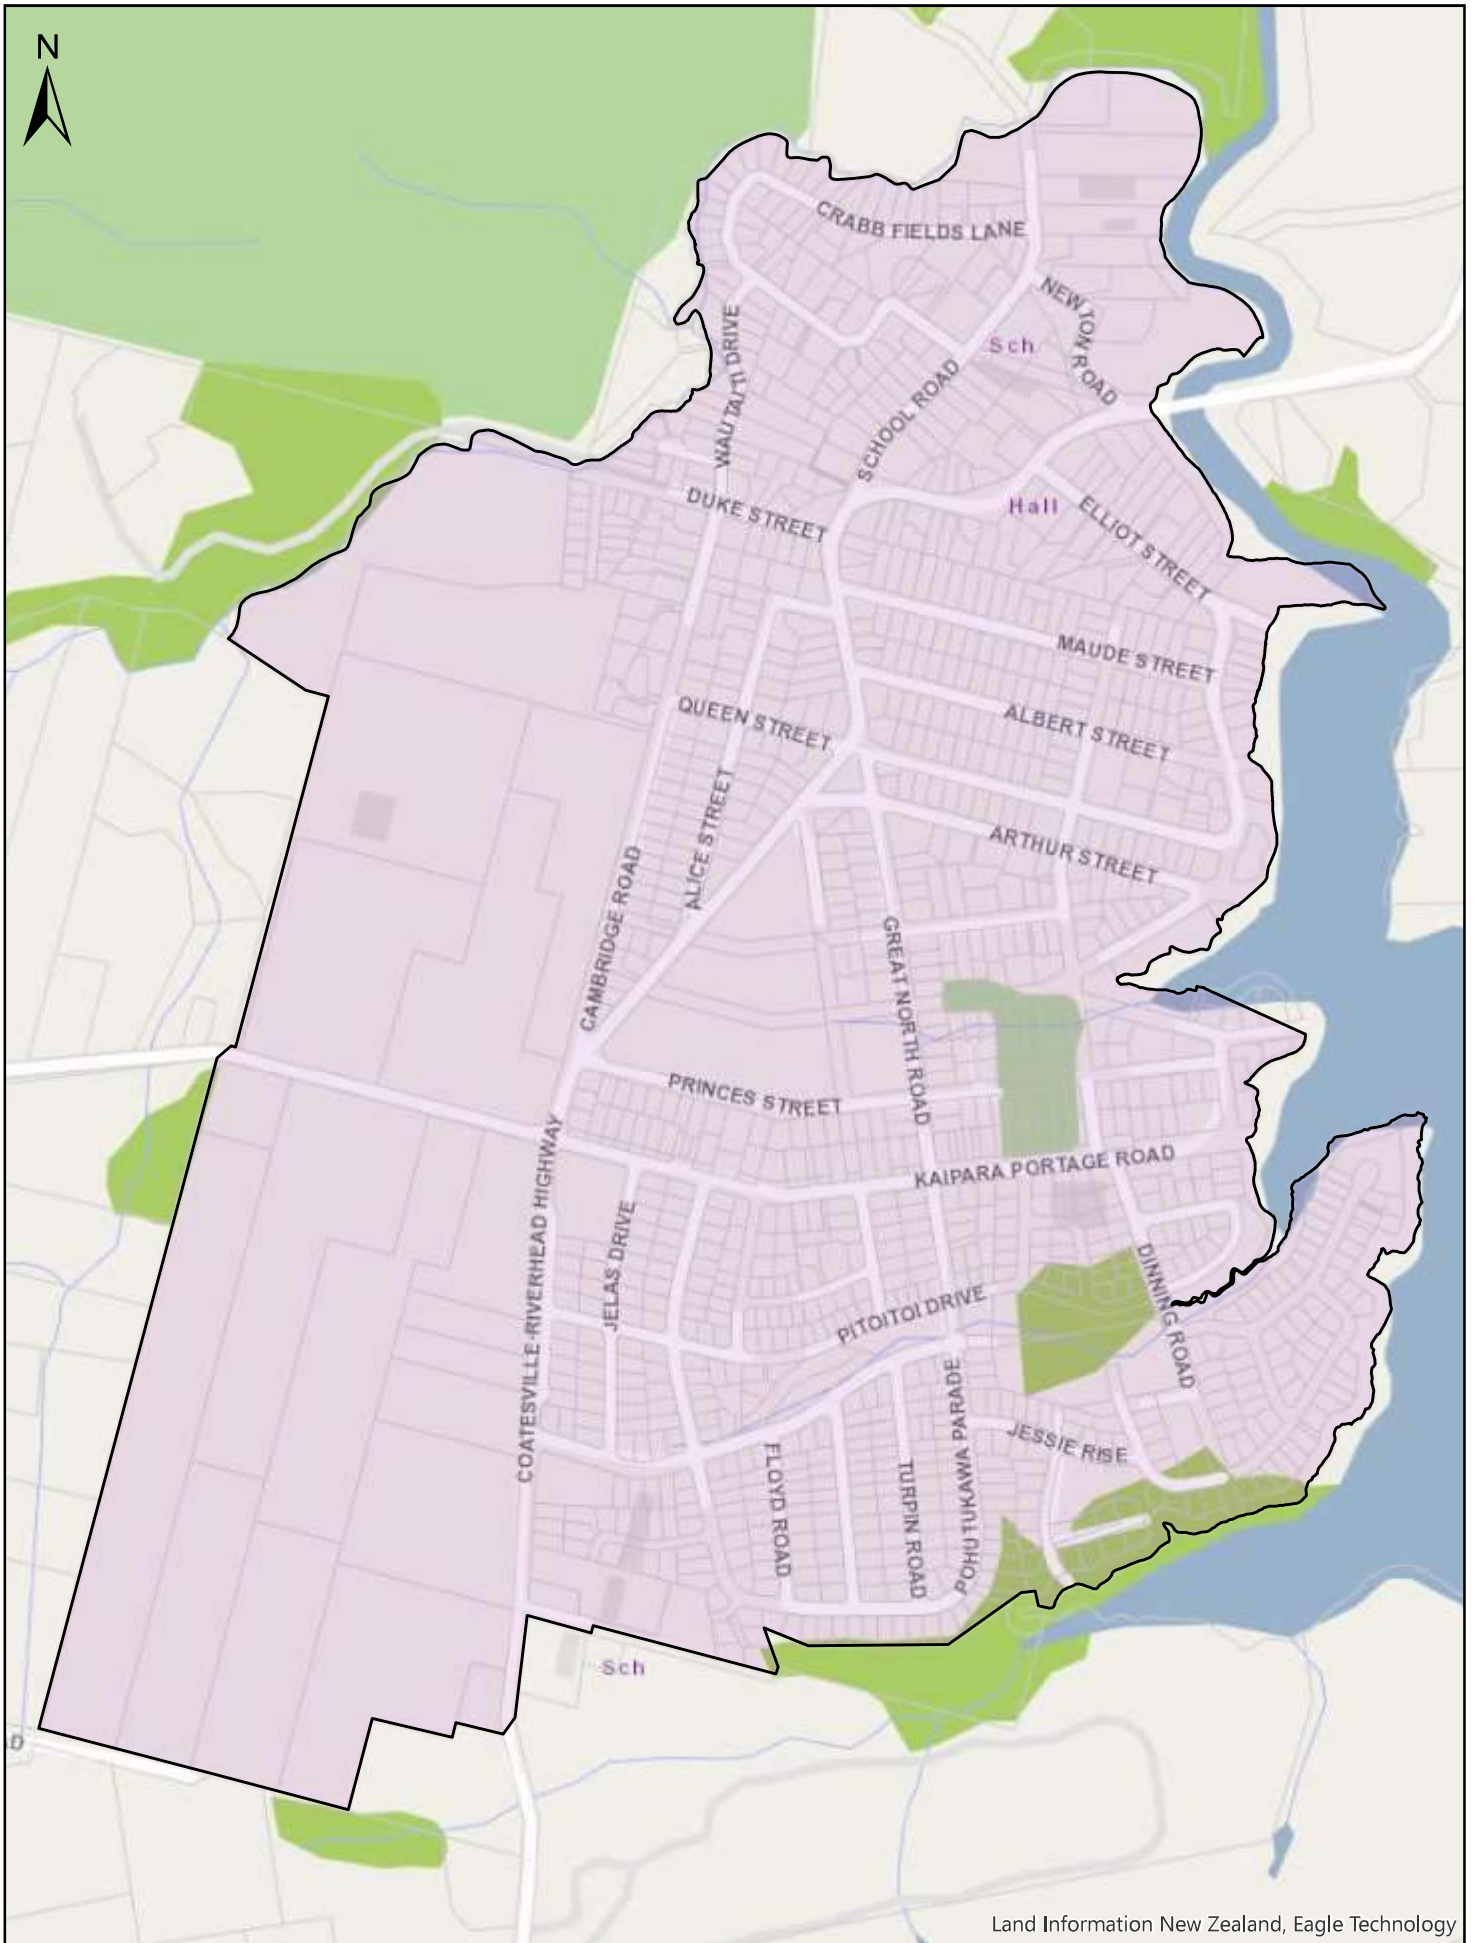 N
CRABB FIELDS LANE
NEWTON ROAD
Sch
WAUTAITI DRIVE
SCHOOL ROAD
DUKE STREET
Hall
ELLIOT STREET
MAUDE STREET
QUEEN STREET
ALBERT STREET
ALICE STREET
ARTHUR STREET
CAMBRIDGE ROAD
GREAT NORTH ROAD
PRINCES STREET
KAIPARA PORTAGE ROAD
COATESVILLE-RIVERHEAD HIGHWAY
JELAS DRIVE
DINNING ROAD
PITOITOI DRIVE
POHUTUKAWA PARADE
JESSIE RISE
FLOYD ROAD
TURPIN ROAD
Sch
Land Information New Zealand, Eagle Technology